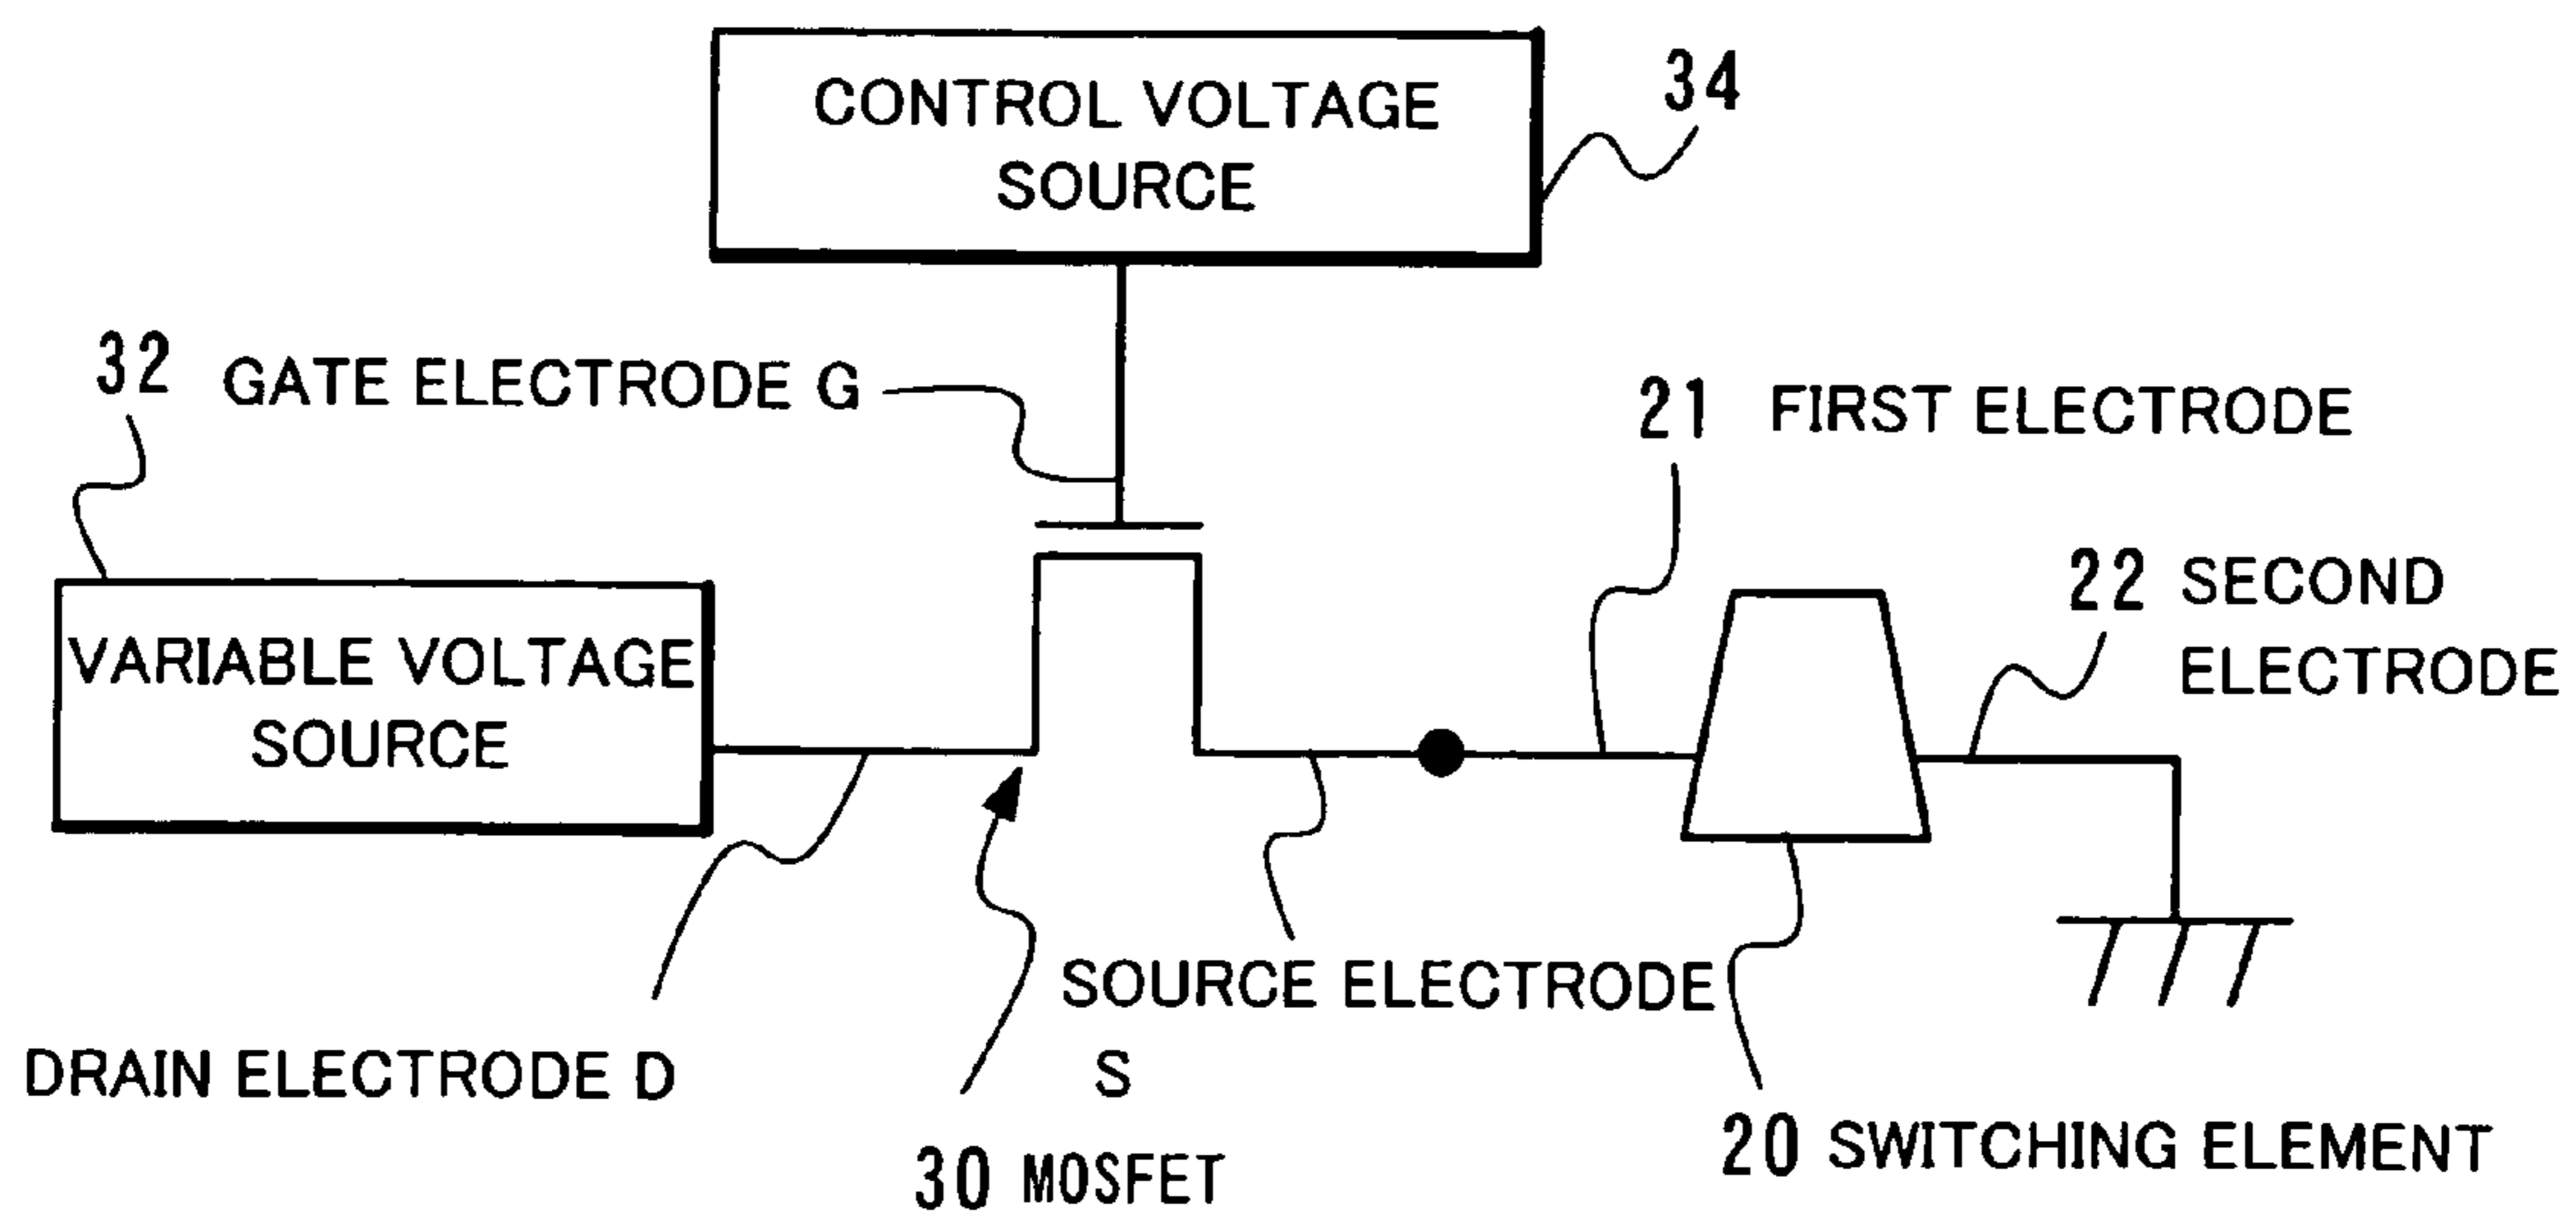 CONTROL VOLTAGE
SOURCE
34
32
GATE ELECTRODE G
21 FIRST ELECTRODE
22 SECOND
ELECTRODE
VARIABLE VOLTAGE
SOURCE
SOURCE ELECTRODE
S
DRAIN ELECTRODE D
20 SWITCHING ELEMENT
30 MOSFET